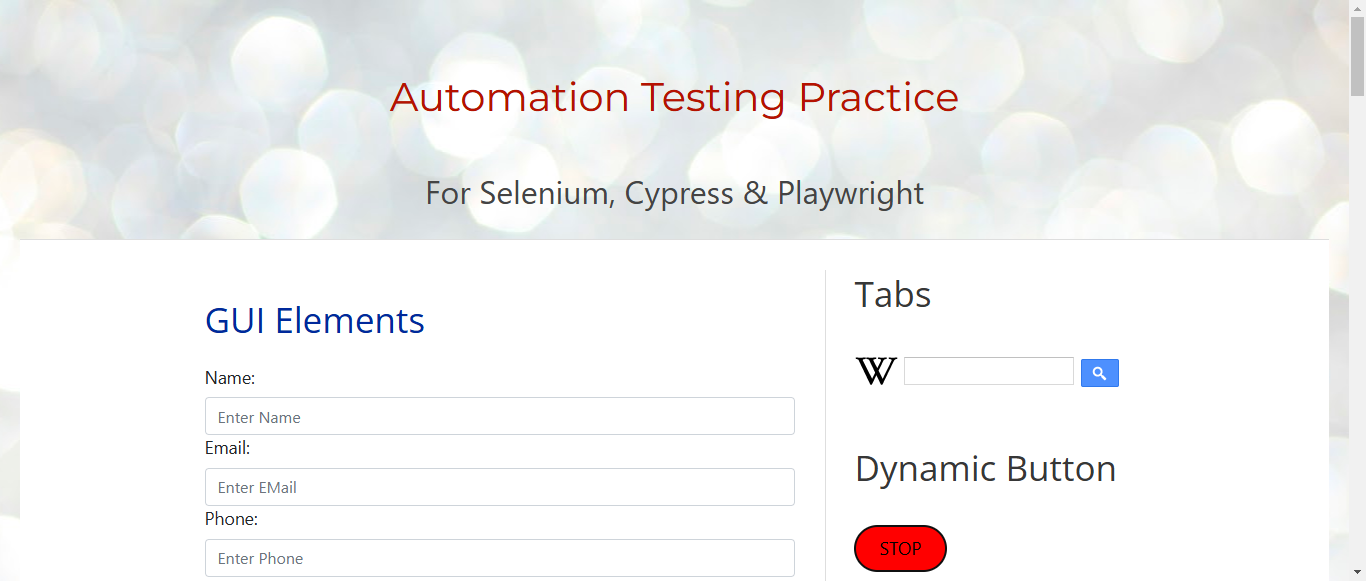 Automation Testing Practice
For Selenium, Cypress & Playwright
GUI Elements
Name:
Enter Name
Email:
Enter EMail
Phone:
Enter Phone
Tabs
W
Dynamic Button
STOP